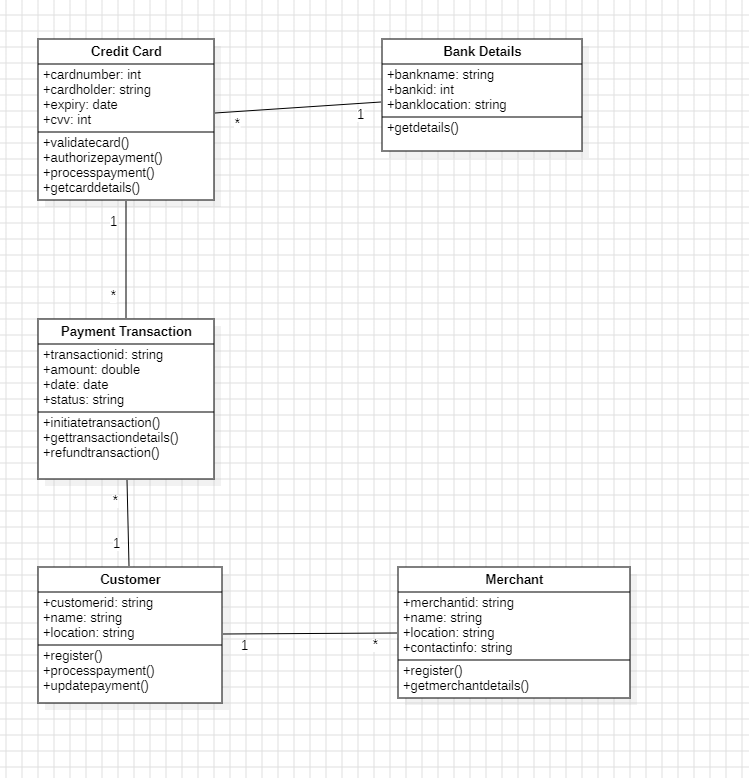 Credit Card
+cardnumber: int
+cardholder: string
+expiry: date
+cvv: int
+validatecard()
+authorizepayment()
+processpayment()
+getcarddetails()
Bank Details
+bankname: string
+bankid: int
+banklocation: string
+getdetails()
*
1
1
*
Payment Transaction
+transactionid: string
+amount: double
+date: date
+status: string
+initiatetransaction()
+gettransactiondetails()
+refundtransaction()
*
1
Customer
+customerid: string
+name: string
+location: string
+register()
+processpayment()
+updatepayment()
1
*
Merchant
+merchantid: string
+name: string
+location: string
+contactinfo: string
+register()
+getmerchantdetails()